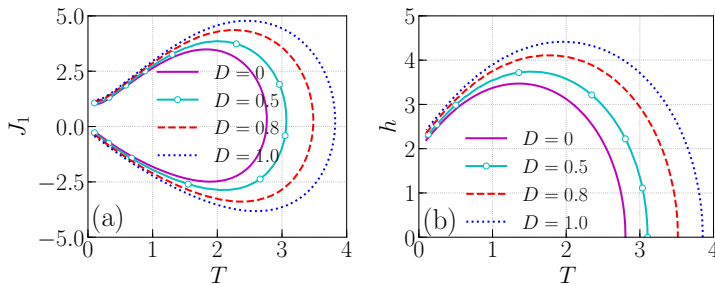 5.0
2.5
0.0
−2.5
−5.0
J₁
D = 0
D = 0.5
D = 0.8
D = 1.0
(a)
0 1 2 3 4
T
5
4
3
2
1
0
h
D = 0
D = 0.5
D = 0.8
D = 1.0
(b)
0 1 2 3 4
T